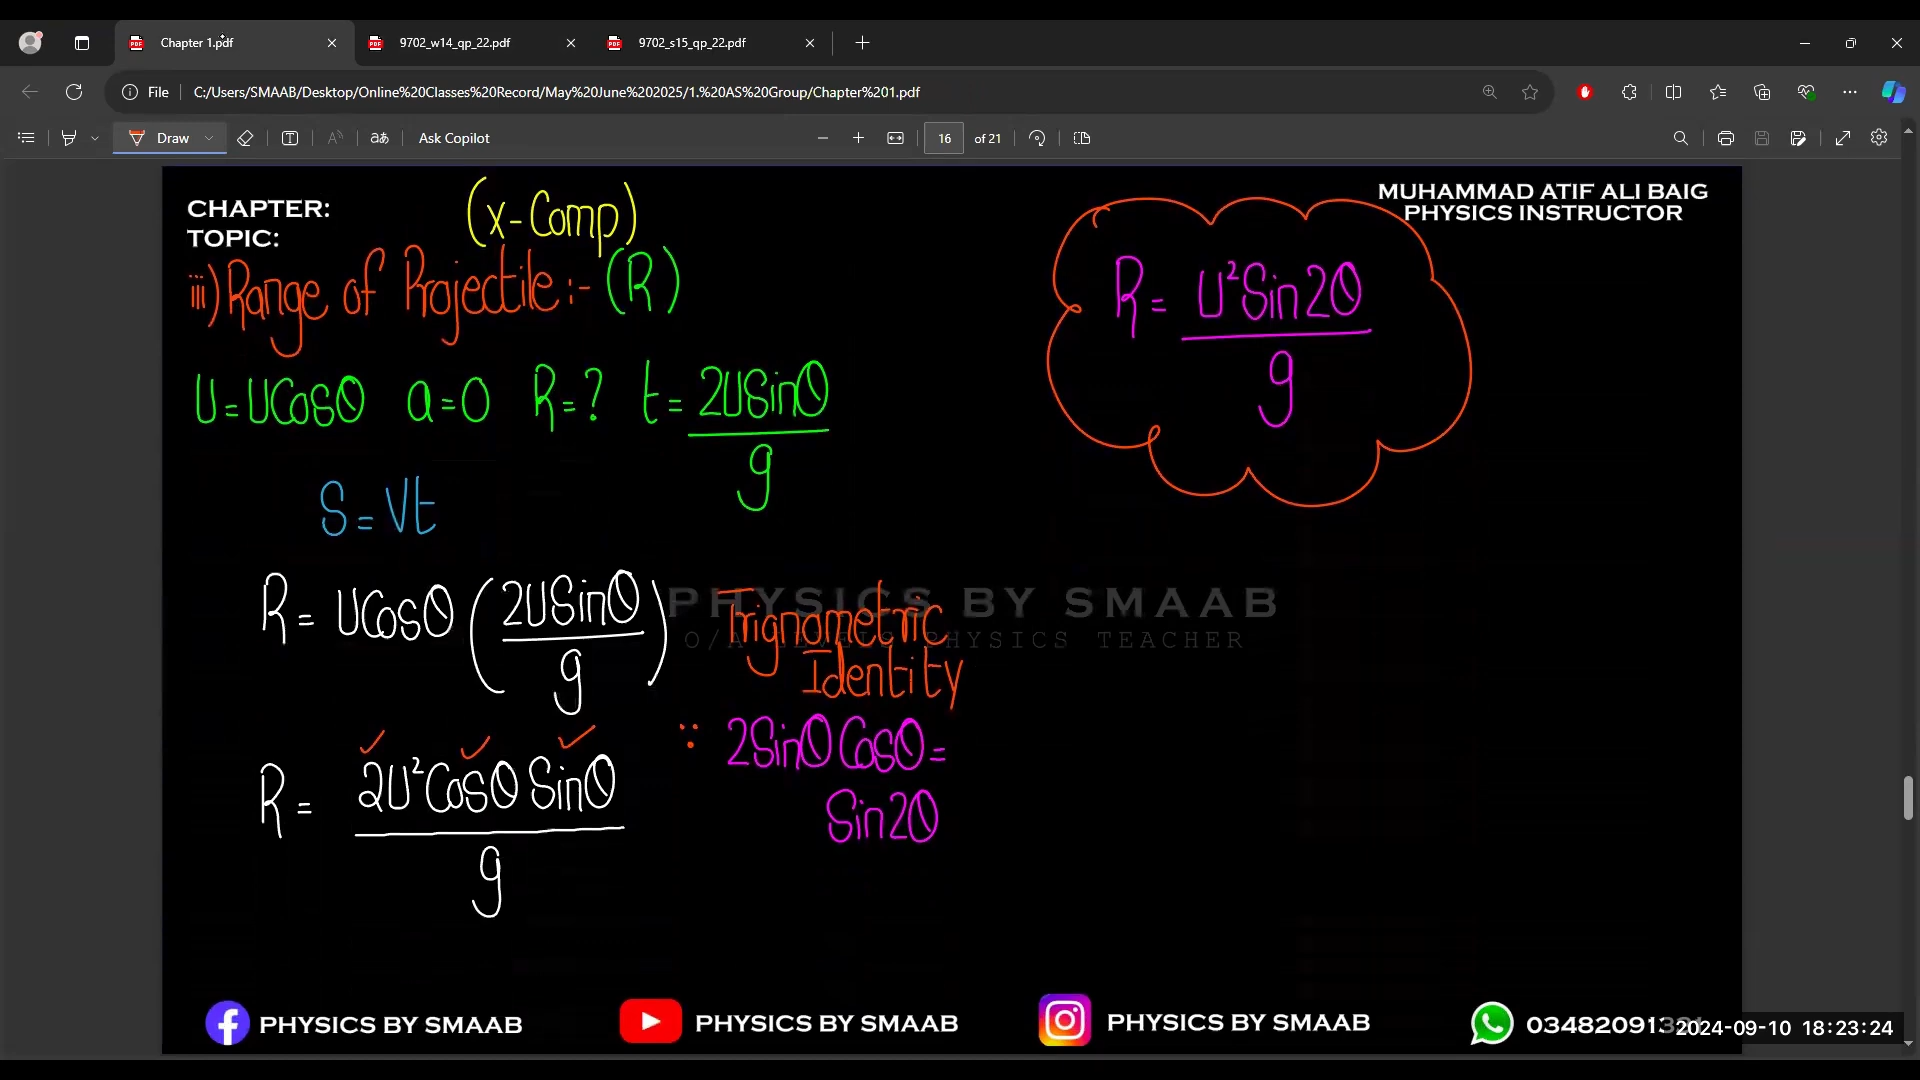 Chapter 1.pdf
9702_w14_qp_22.pdf
9702_s15_qp_22.pdf
File
C:/Users/SMAAB/Desktop/Online%20Classes%20Record/May%20June%202025/1.%20AS%20Group/Chapter%201.pdf
Draw
Ask Copilot
16 of 21
CHAPTER:
TOPIC:
(x-Comp)
MUHAMMAD ATIF ALI BAIG
PHYSICS INSTRUCTOR
iii) Range of Projectile:- (R)
R = U²Sin2θ
g
U=UCosθ a=0 R=? t= 2USinθ
g
S=Vt
R= UCosθ (2USinθ
g)
PHYSICS BY SMAAB
O/A LEVELS PHYSICS TEACHER
Trignametric
Identity
R= 2U²Cosθ Sinθ
g
∵ 2Sinθ Cosθ=
Sin2θ
PHYSICS BY SMAAB
PHYSICS BY SMAAB
PHYSICS BY SMAAB
2024-09-10 18:23:24